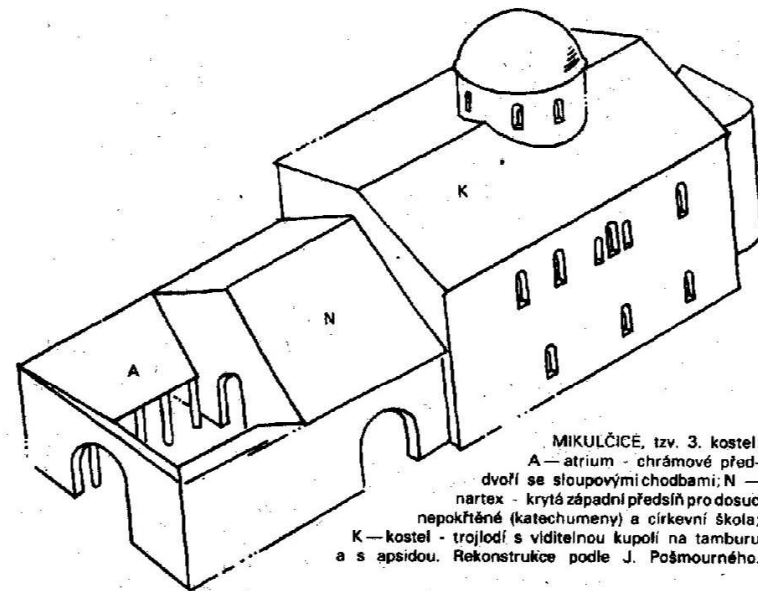 K
N
A
MIKULČICE, tzv. 3. kostel
A — atrium - chrámové před-
dvoří se sloupovými chodbami; N —
nartex - krytá západní předsíň pro dosud
nepokřtěné (katechumeny) a církevní škola;
K — kostel - trojlodí s viditelnou kupolí na tamburu
a s apsidou. Rekonstrukce podle J. Pošmourného.